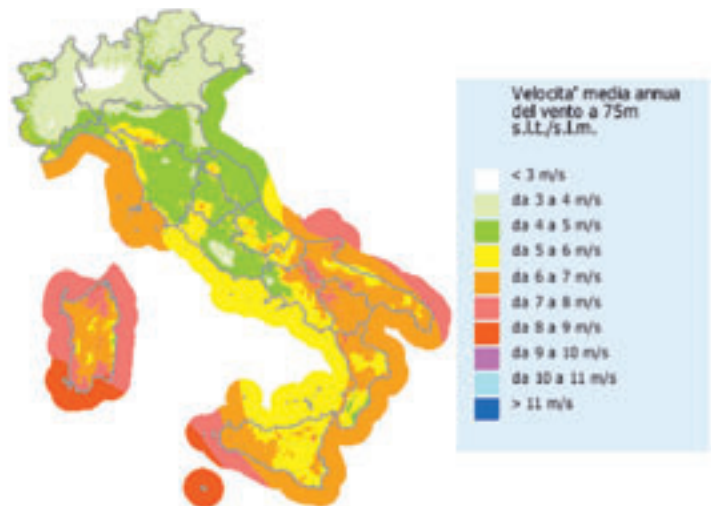 Velocita' media annua
del vento a 75m
s.l.t./s.l.m.
< 3 m/s
da 3 a 4 m/s
da 4 a 5 m/s
da 5 a 6 m/s
da 6 a 7 m/s
da 7 a 8 m/s
da 8 a 9 m/s
da 9 a 10 m/s
da 10 a 11 m/s
> 11 m/s